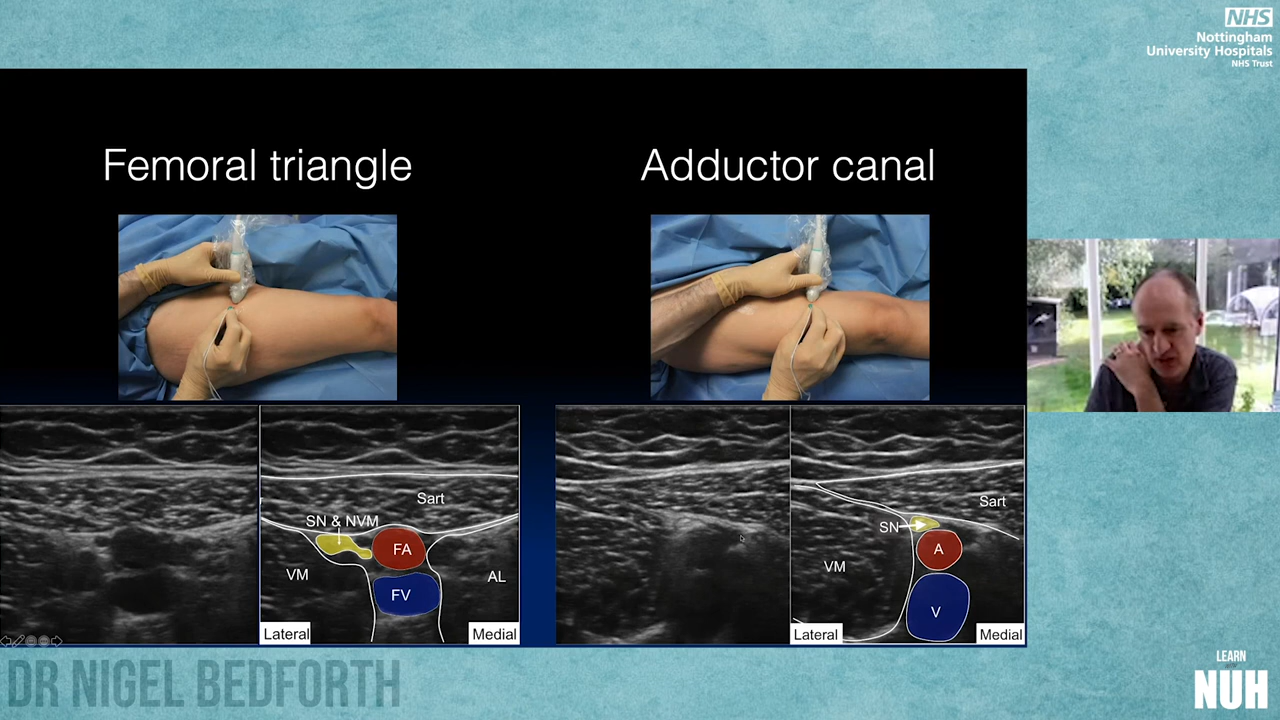 NHS
Nottingham
University Hospitals
NHS Trust
Femoral triangle
Adductor canal
Sart
SN & NVM
FA
VM
AL
FV
Lateral
Medial
Sart
SN
A
VM
V
Lateral
Medial
DR NIGEL BEDFORTH
LEARN
NUH